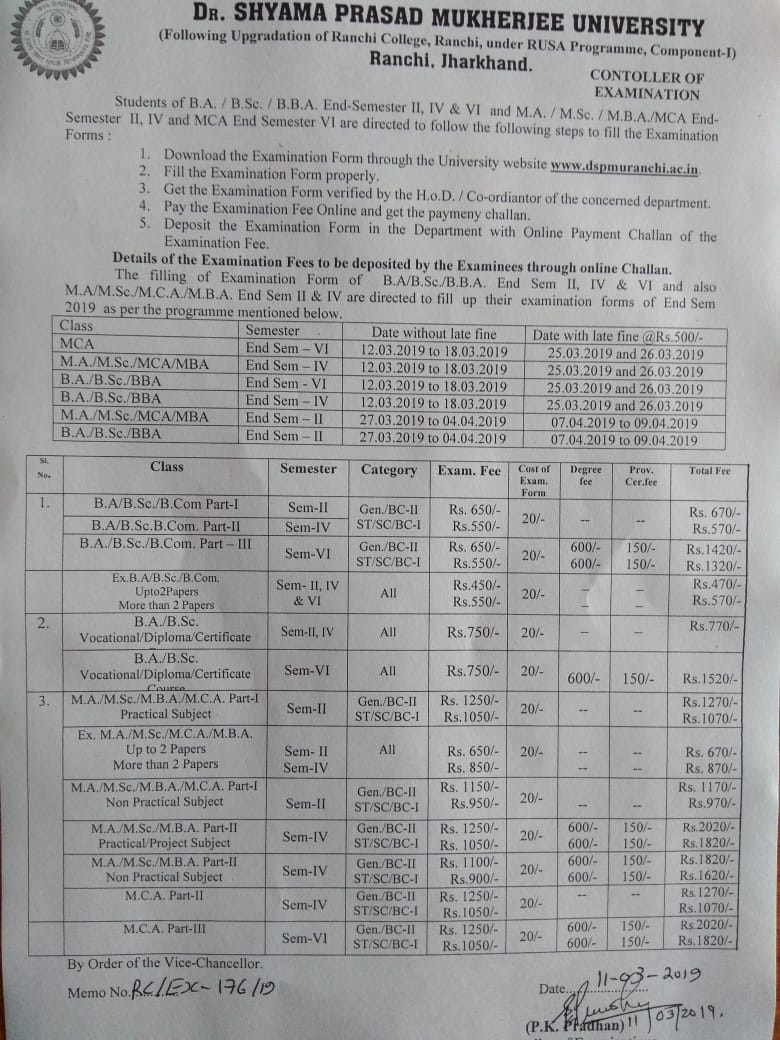 DR. SHYAMA PRASAD MUKHERJEE UNIVERSITY
(Following Upgradation of Ranchi College, Ranchi, under RUSA Programme, Component-I)
Ranchi, Jharkhand.
CONTOLLER OF
EXAMINATION
Students of B.A. / B.Sc. / B.B.A. End-Semester II, IV & VI and M.A. / M.Sc. / M.B.A./MCA End-
Semester II, IV and MCA End Semester VI are directed to follow the following steps to fill the Examination
Forms :
1. Download the Examination Form through the University website www.dspmuranchi.ac.in.
2. Fill the Examination Form properly.
3. Get the Examination Form verified by the H.o.D. / Co-ordiantor of the concerned department.
4. Pay the Examination Fee Online and get the paymeny challan.
5. Deposit the Examination Form in the Department with Online Payment Challan of the
Examination Fee.
Details of the Examination Fees to be deposited by the Examinees through online Challan.
The filling of Examination Form of B.A/B.Sc./B.B.A. End Sem II, IV & VI and also
M.A/M.Sc./M.C.A./M.B.A. End Sem II & IV are directed to fill up their examination forms of End Sem
2019 as per the programme mentioned below.
Class Semester Date without late fine Date with late fine @Rs.500/-
MCA End Sem – VI 12.03.2019 to 18.03.2019 25.03.2019 and 26.03.2019
M.A./M.Sc./MCA/MBA End Sem – IV 12.03.2019 to 18.03.2019 25.03.2019 and 26.03.2019
B.A./B.Sc./BBA End Sem - VI 12.03.2019 to 18.03.2019 25.03.2019 and 26.03.2019
B.A./B.Sc./BBA End Sem – IV 12.03.2019 to 18.03.2019 25.03.2019 and 26.03.2019
M.A./M.Sc./MCA/MBA End Sem – II 27.03.2019 to 04.04.2019 07.04.2019 to 09.04.2019
B.A./B.Sc./BBA End Sem – II 27.03.2019 to 04.04.2019 07.04.2019 to 09.04.2019
Sl. No. Class Semester Category Exam. Fee Cost of Exam. Form Degree fee Prov. Cer.fee Total Fee
1. B.A/B.Sc./B.Com Part-I Sem-II Gen./BC-II Rs. 650/- 20/- -- -- Rs. 670/-
B.A/B.Sc.B.Com. Part-II Sem-IV ST/SC/BC-I Rs.550/- Rs.570/-
B.A./B.Sc./B.Com. Part – III Sem-VI Gen./BC-II Rs. 650/- 20/- 600/- 150/- Rs.1420/-
ST/SC/BC-I Rs.550/- 600/- 150/- Rs.1320/-
Ex.B.A/B.Sc./B.Com.
Upto2Papers Sem- II, IV All Rs.450/- 20/- – – Rs.470/-
More than 2 Papers & VI Rs.550/- – – Rs.570/-
2. B.A./B.Sc.
Vocational/Diploma/Certificate Sem-II, IV All Rs.750/- 20/- – – Rs.770/-
B.A./B.Sc.
Vocational/Diploma/Certificate Sem-VI All Rs.750/- 20/- 600/- 150/- Rs.1520/-
Course
3. M.A./M.Sc./M.B.A./M.C.A. Part-I Sem-II Gen./BC-II Rs. 1250/- 20/- -- -- Rs.1270/-
Practical Subject ST/SC/BC-I Rs.1050/- Rs.1070/-
Ex. M.A./M.Sc./M.C.A./M.B.A.
Up to 2 Papers Sem- II All Rs. 650/- 20/- -- -- Rs. 670/-
More than 2 Papers Sem-IV Rs. 850/- -- -- Rs. 870/-
M.A./M.Sc./M.B.A./M.C.A. Part-I Sem-II Gen./BC-II Rs. 1150/- 20/- -- -- Rs. 1170/-
Non Practical Subject ST/SC/BC-I Rs.950/- Rs.970/-
M.A./M.Sc./M.B.A. Part-II Sem-IV Gen./BC-II Rs. 1250/- 20/- 600/- 150/- Rs.2020/-
Practical/Project Subject ST/SC/BC-I Rs. 1050/- 600/- 150/- Rs.1820/-
M.A./M.Sc./M.B.A. Part-II Sem-IV Gen./BC-II Rs. 1100/- 20/- 600/- 150/- Rs.1820/-
Non Practical Subject ST/SC/BC-I Rs.900/- 600/- 150/- Rs.1620/-
M.C.A. Part-II Sem-IV Gen./BC-II Rs. 1250/- 20/- -- -- Rs.1270/-
ST/SC/BC-I Rs.1050/- Rs.1070/-
M.C.A. Part-III Sem-VI Gen./BC-II Rs. 1250/- 20/- 600/- 150/- Rs.2020/-
ST/SC/BC-I Rs.1050/- 600/- 150/- Rs.1820/-
By Order of the Vice-Chancellor.
Memo No. RC/EX- 176/19
Date.. 11-03-2019
(P.K. Pradhan) 11/03/2019.